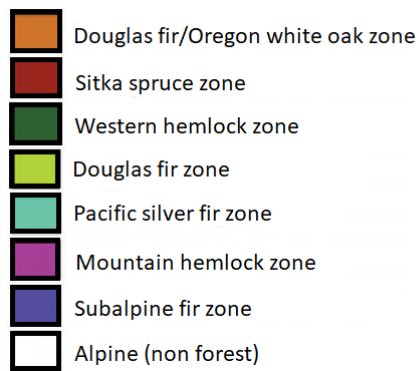 Douglas fir/Oregon white oak zone
Sitka spruce zone
Western hemlock zone
Douglas fir zone
Pacific silver fir zone
Mountain hemlock zone
Subalpine fir zone
Alpine (non forest)